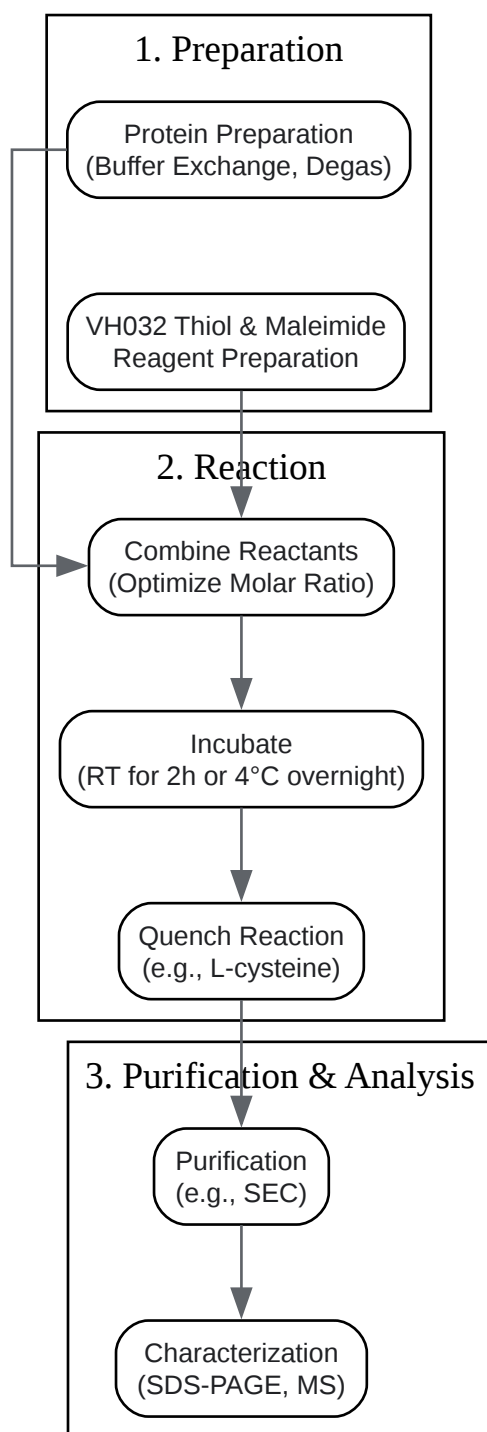 1. Preparation
Protein Preparation
(Buffer Exchange, Degas)
VH032 Thiol & Maleimide
Reagent Preparation
2. Reaction
Combine Reactants
(Optimize Molar Ratio)
Incubate
(RT for 2h or 4°C overnight)
Quench Reaction
(e.g., L-cysteine)
3. Purification & Analysis
Purification
(e.g., SEC)
Characterization
(SDS-PAGE, MS)